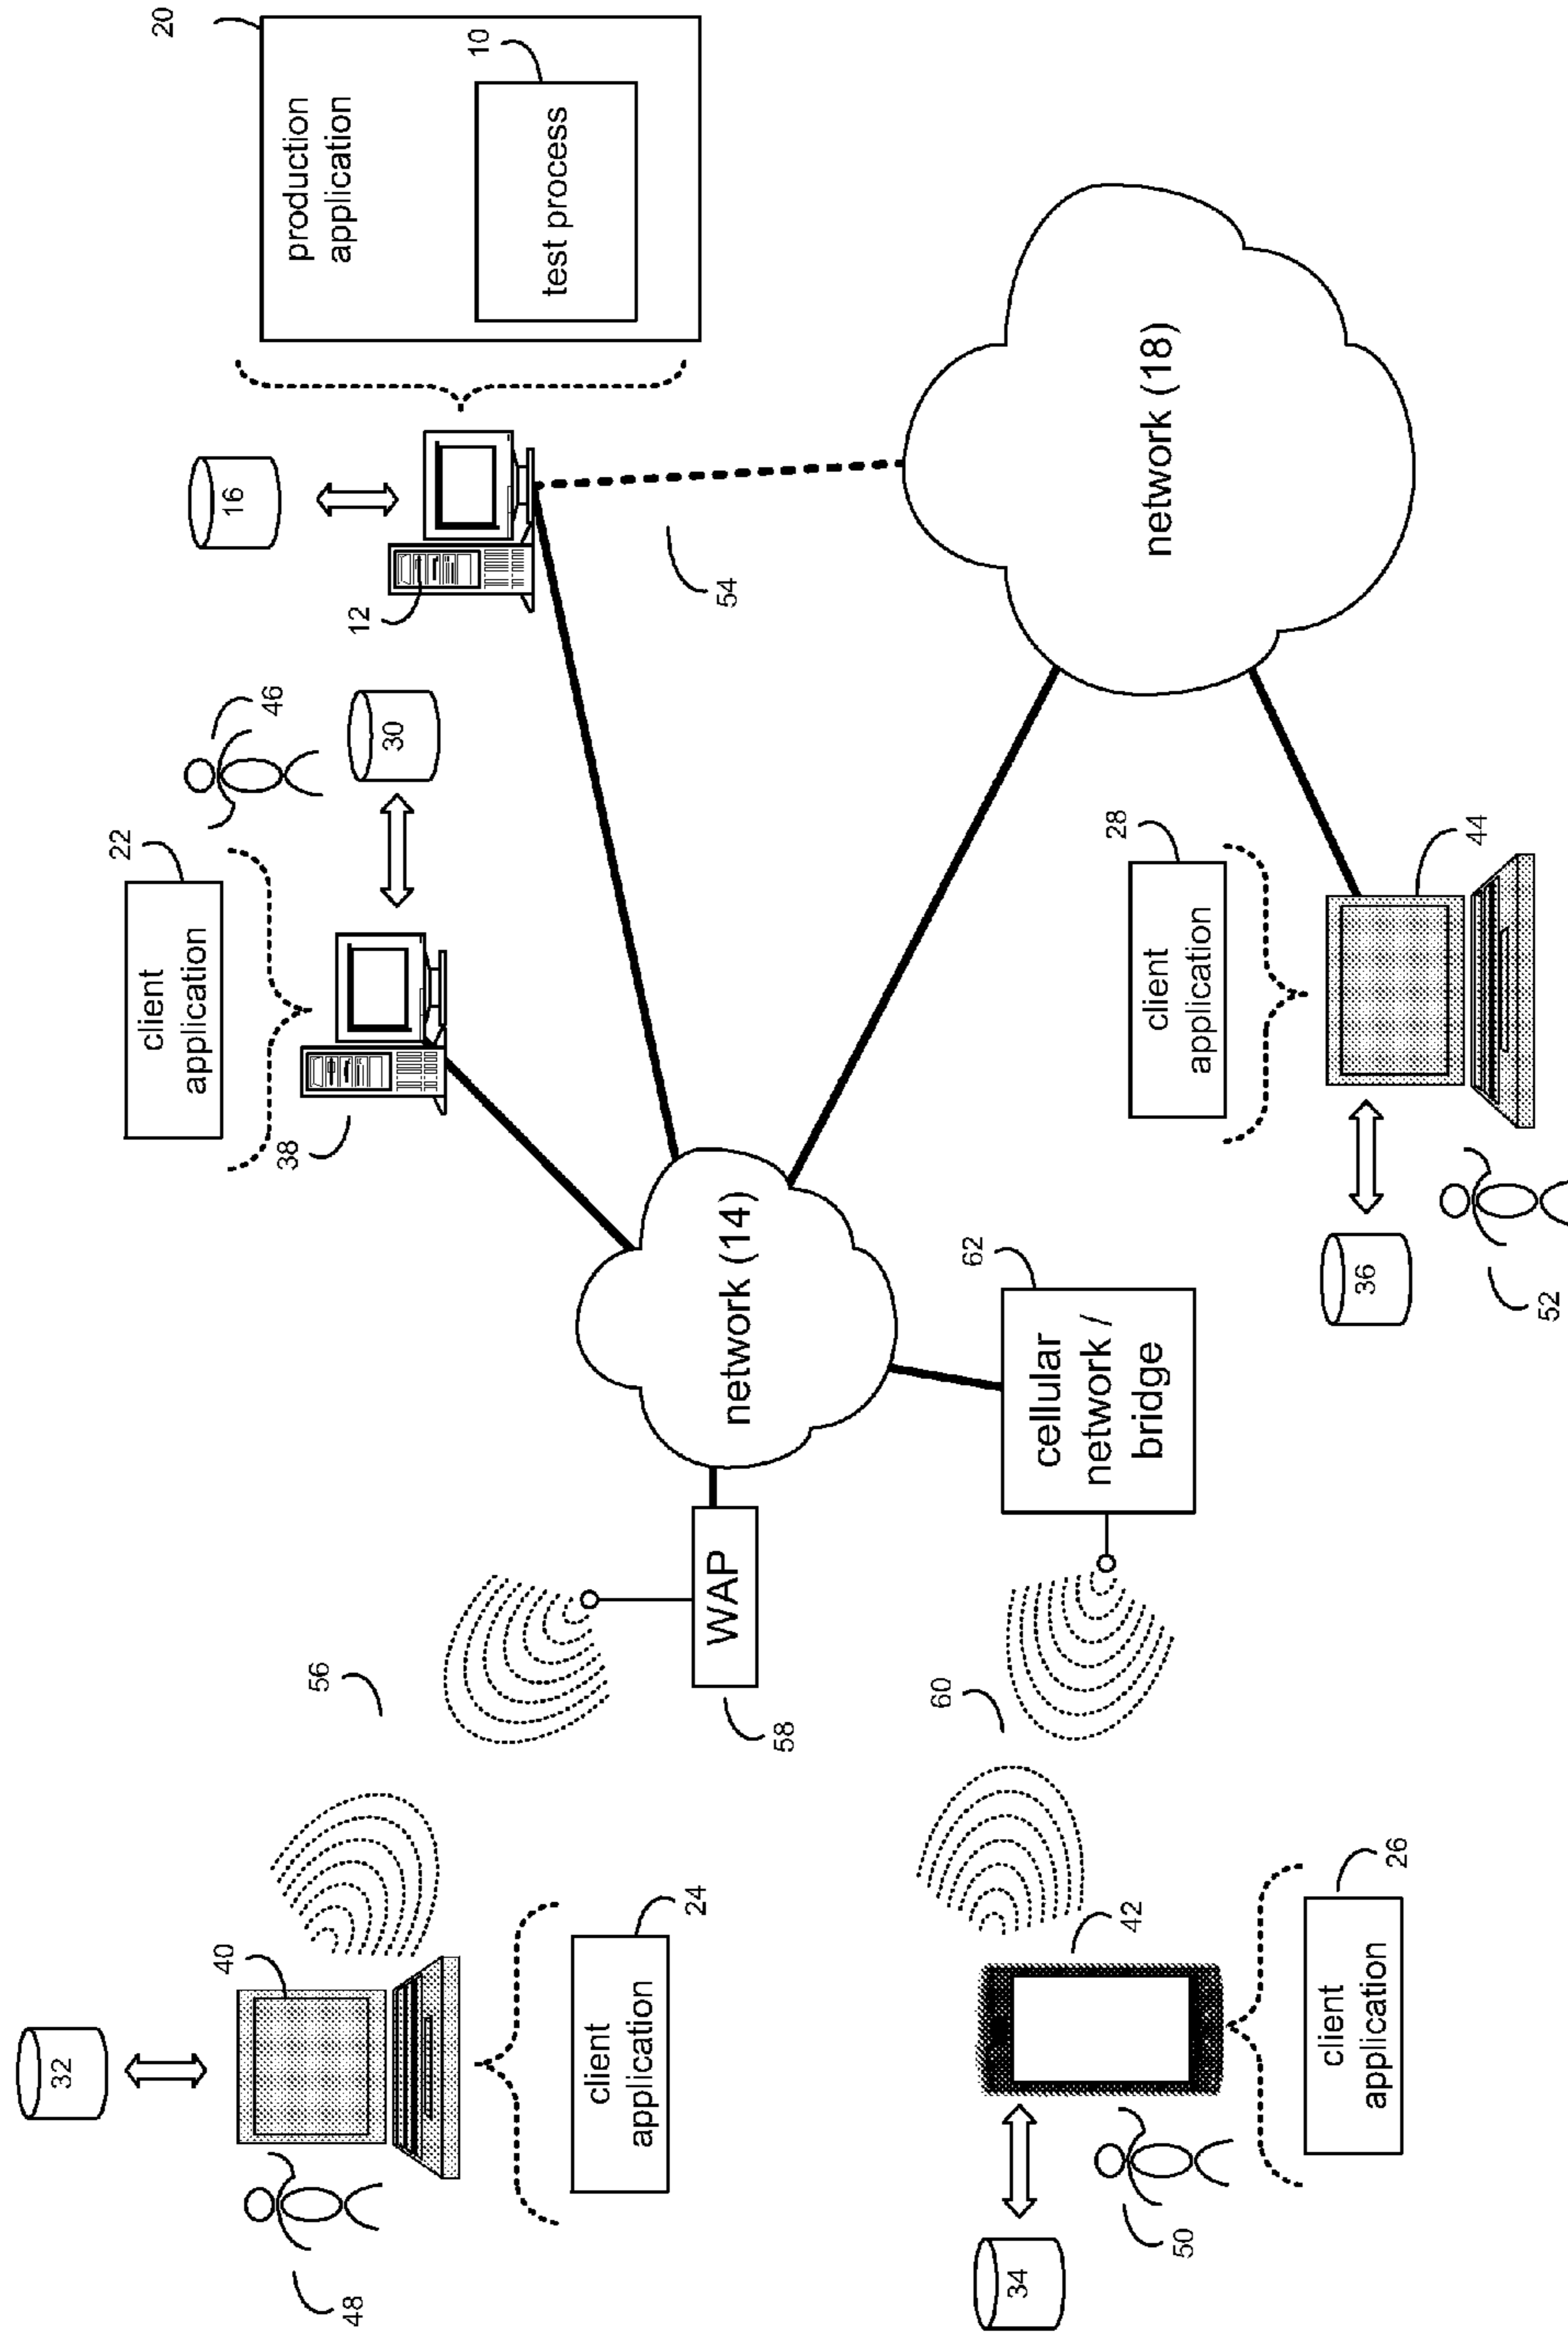 32
22
client
application
20
16
40
46
38
production
application
56
48
12
30
10
test process
client
application
24
WAP
network (14)
54
58
60
62
34
cellular
network /
bridge
42
28
network (18)
client
application
50
client
application
26
36
44
52